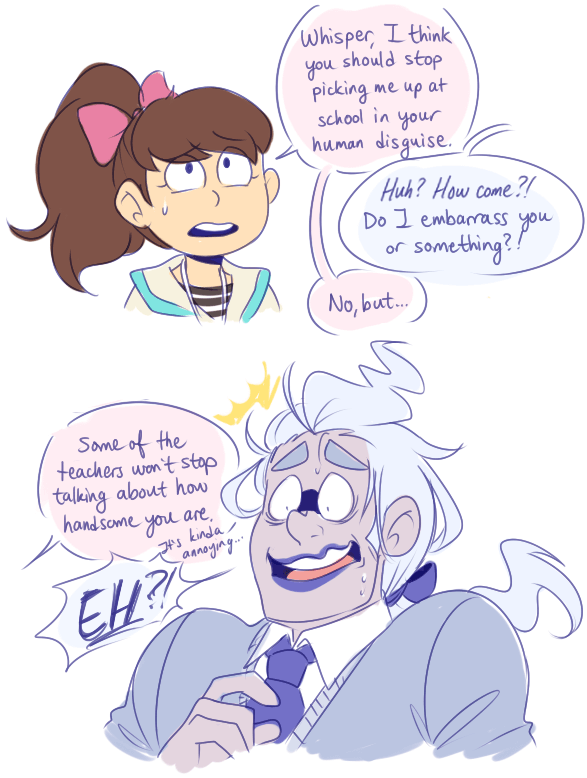 Whisper, I think
you should stop
picking me up at
school in your
human disguise.
Huh? How come?!
Do I embarrass you
or something?!
No, but...
Some of the
teachers won't stop
talking about how
handsome you are.
It's kinda
annoying...
EH?!